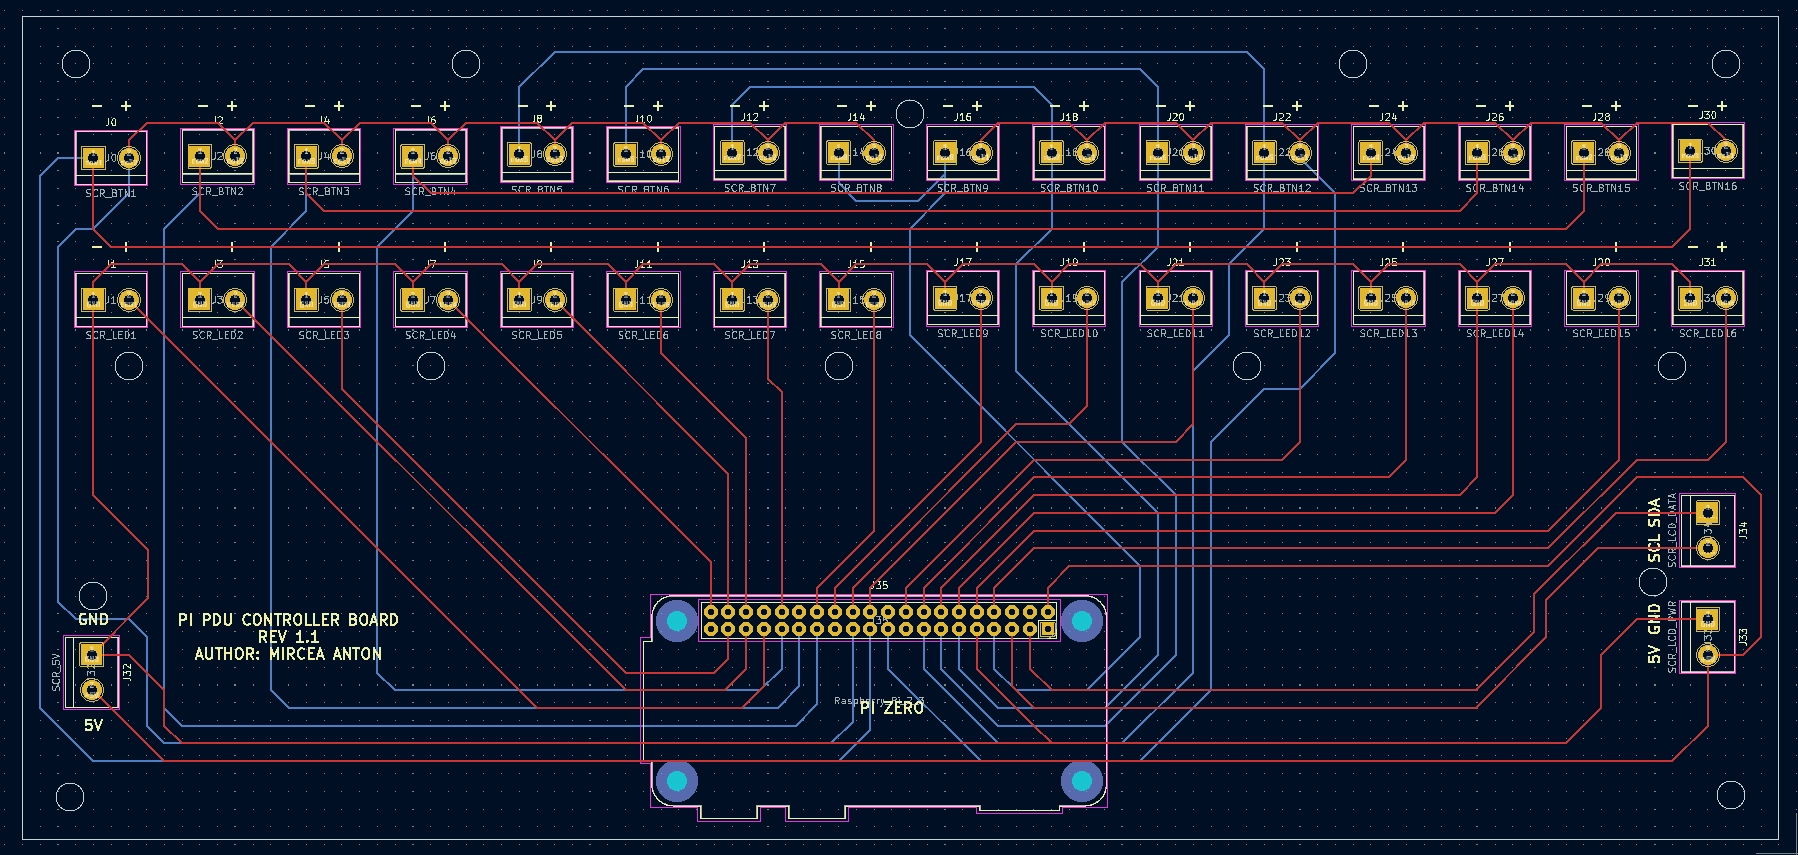 J0 J2 J4 J6 J8 J10 J12 J14 J16 J18 J20 J22 J24 J26 J28 J30
SCR_BTN1 SCR_BTN2 SCR_BTN3 SCR_BTN4 SCR_BTN5 SCR_BTN6 SCR_BTN7 SCR_BTN8 SCR_BTN9 SCR_BTN10 SCR_BTN11 SCR_BTN12 SCR_BTN13 SCR_BTN14 SCR_BTN15 SCR_BTN16
J1 J3 J5 J7 J9 J11 J13 J15 J17 J19 J21 J23 J25 J27 J29 J31
SCR_LED1 SCR_LED2 SCR_LED3 SCR_LED4 SCR_LED5 SCR_LED6 SCR_LED7 SCR_LED8 SCR_LED9 SCR_LED10 SCR_LED11 SCR_LED12 SCR_LED13 SCR_LED14 SCR_LED15 SCR_LED16
SCL SDA
SCR_LCD_DATA
J34
J35
GND
SCR_5V
J32
5V
PI PDU CONTROLLER BOARD
REV 1.1
AUTHOR: MIRCEA ANTON
5V GND
SCR_LCD_PWR
J33
PI ZERO